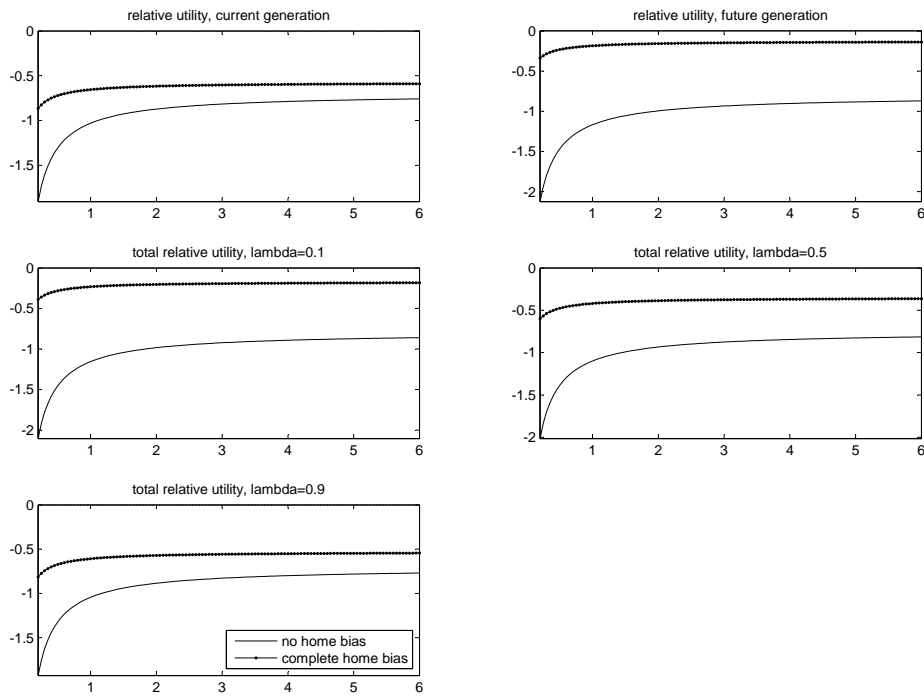 relative utility, current generation
0
-0.5
-1
-1.5
1 2 3 4 5 6
relative utility, future generation
0
-0.5
-1
-1.5
-2
1 2 3 4 5 6
total relative utility, lambda=0.1
0
-0.5
-1
-1.5
-2
1 2 3 4 5 6
total relative utility, lambda=0.5
0
-0.5
-1
-1.5
-2
1 2 3 4 5 6
total relative utility, lambda=0.9
0
-0.5
-1
-1.5
1 2 3 4 5 6
no home bias
complete home bias